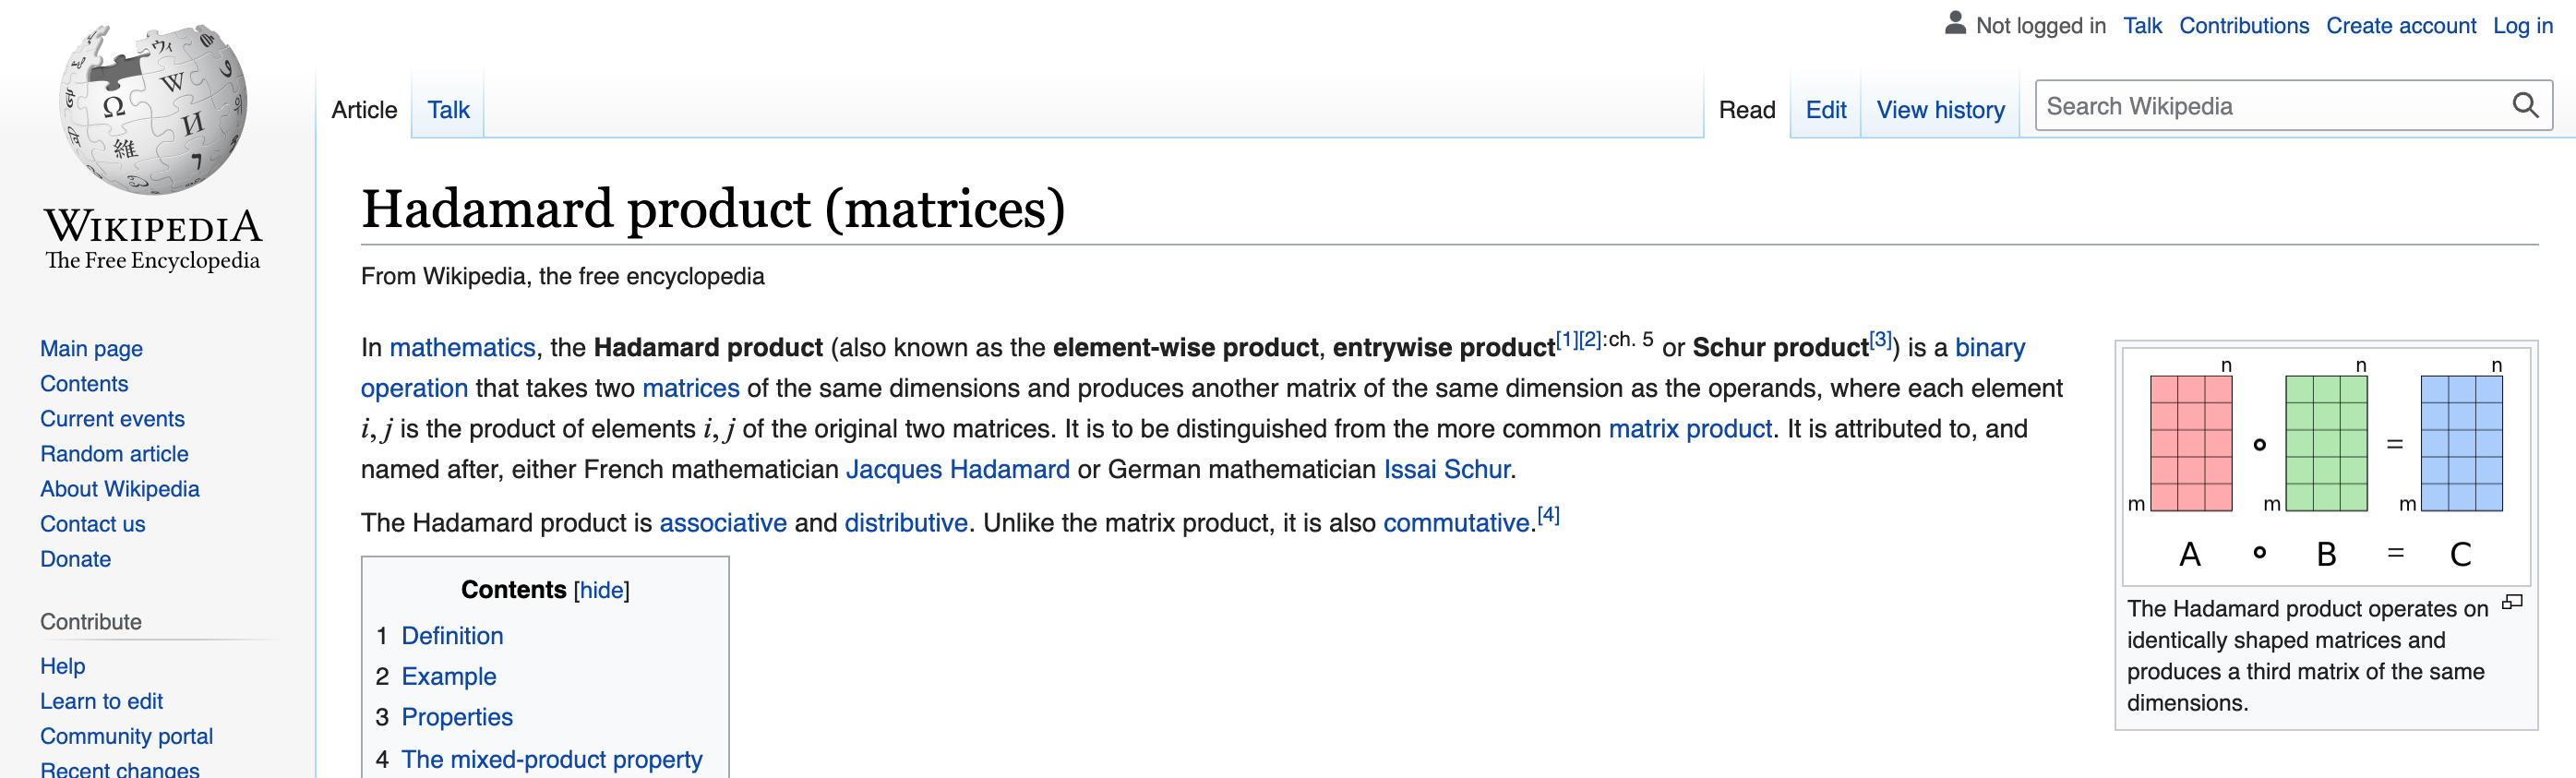 Not logged in Talk Contributions Create account Log in
Article Talk Read Edit View history Search Wikipedia
Ω W И 維 ウィ 7
WIKIPEDIA
The Free Encyclopedia
Main page
Contents
Current events
Random article
About Wikipedia
Contact us
Donate
Contribute
Help
Learn to edit
Community portal
Recent changes
Hadamard product (matrices)
From Wikipedia, the free encyclopedia
In mathematics, the Hadamard product (also known as the element-wise product, entrywise product[1][2]:ch. 5 or Schur product[3]) is a binary
operation that takes two matrices of the same dimensions and produces another matrix of the same dimension as the operands, where each element
i, j is the product of elements i, j of the original two matrices. It is to be distinguished from the more common matrix product. It is attributed to, and
named after, either French mathematician Jacques Hadamard or German mathematician Issai Schur.
The Hadamard product is associative and distributive. Unlike the matrix product, it is also commutative.[4]
Contents [hide]
1 Definition
2 Example
3 Properties
4 The mixed-product property
n n n
∘ =
m m m
A ∘ B = C
The Hadamard product operates on
identically shaped matrices and
produces a third matrix of the same
dimensions.